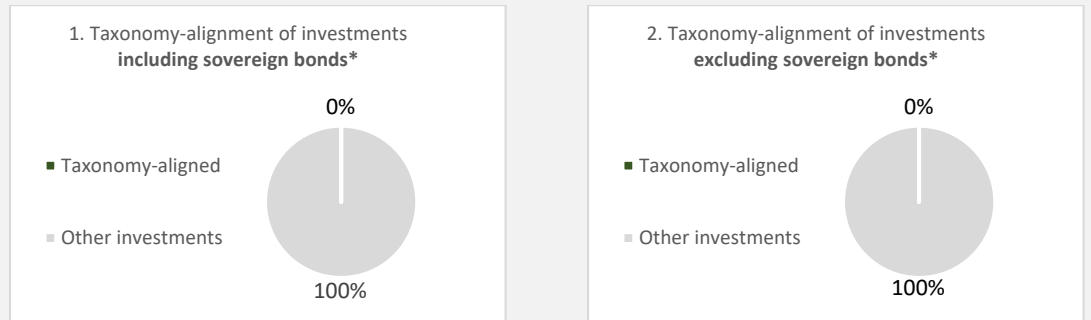 1. Taxonomy-alignment of investments
including sovereign bonds*
0%
Taxonomy-aligned
Other investments
100%
2. Taxonomy-alignment of investments
excluding sovereign bonds*
0%
Taxonomy-aligned
Other investments
100%